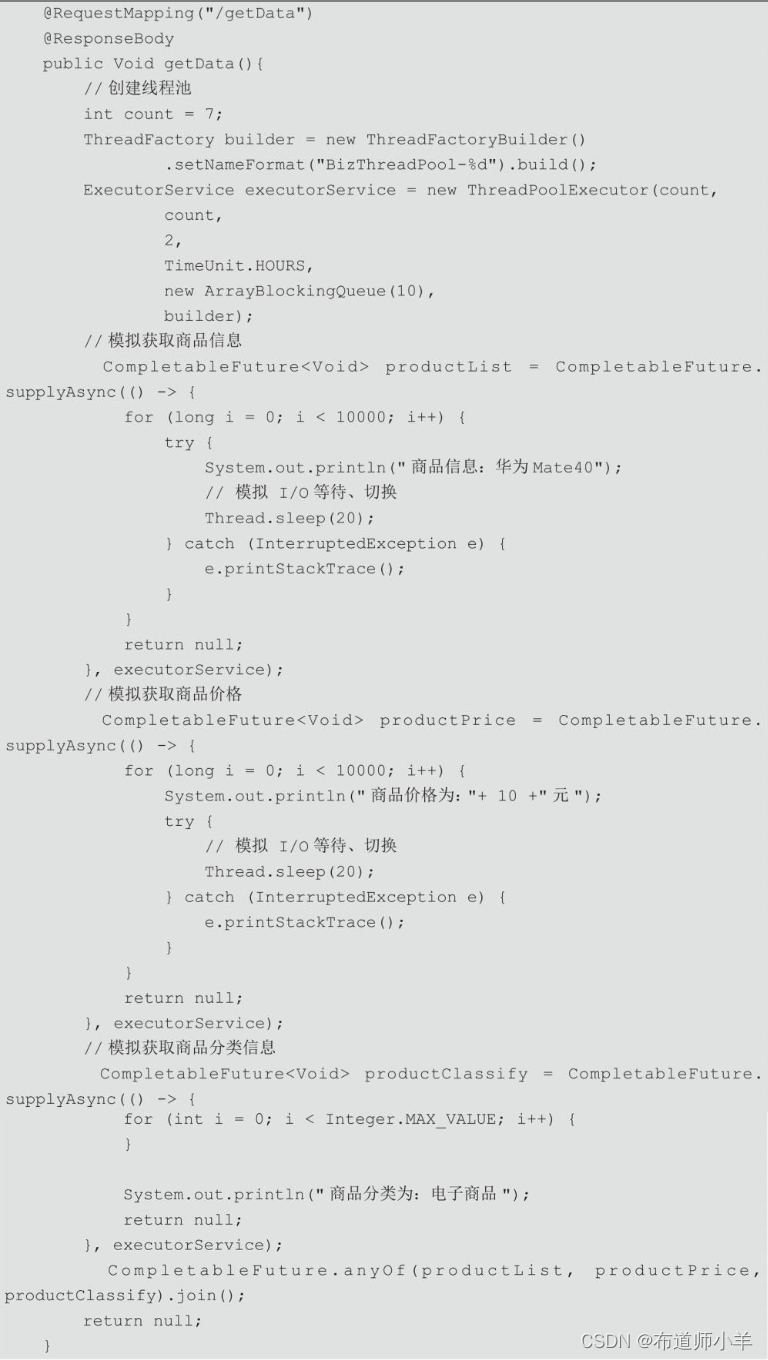 @RequestMapping("/getData")
@ResponseBody
public Void getData(){
// 创建线程池
int count = 7;
ThreadFactory builder = new ThreadFactoryBuilder()
.setNameFormat("BizThreadPool-%d").build();
ExecutorService executorService = new ThreadPoolExecutor(count,
count,
2,
TimeUnit.HOURS,
new ArrayBlockingQueue(10),
builder);
// 模拟获取商品信息
CompletableFuture<Void> productList = CompletableFuture.
supplyAsync(() -> {
for (long i = 0; i < 10000; i++) {
try {
System.out.println(" 商品信息：华为 Mate40");
// 模拟 I/O 等待、切换
Thread.sleep(20);
} catch (InterruptedException e) {
e.printStackTrace();
}
}
return null;
}, executorService);
// 模拟获取商品价格
CompletableFuture<Void> productPrice = CompletableFuture.
supplyAsync(() -> {
for (long i = 0; i < 10000; i++) {
System.out.println(" 商品价格为："+ 10 +" 元 ");
try {
// 模拟 I/O 等待、切换
Thread.sleep(20);
} catch (InterruptedException e) {
e.printStackTrace();
}
}
return null;
}, executorService);
// 模拟获取商品分类信息
CompletableFuture<Void> productClassify = CompletableFuture.
supplyAsync(() -> {
for (int i = 0; i < Integer.MAX_VALUE; i++) {
}
System.out.println(" 商品分类为：电子商品 ");
return null;
}, executorService);
CompletableFuture.anyOf(productList, productPrice,
productClassify).join();
return null;
}
CSDN @布道师小羊